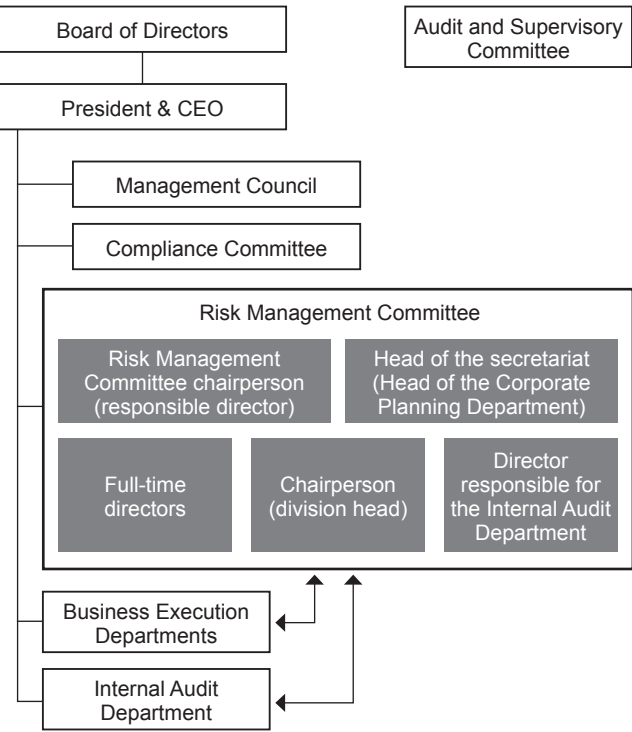 Board of Directors
Audit and Supervisory
Committee
President & CEO
Management Council
Compliance Committee
Risk Management Committee
Risk Management
Committee chairperson
(responsible director)
Head of the secretariat
(Head of the Corporate
Planning Department)
Full-time
directors
Chairperson
(division head)
Director
responsible for
the Internal Audit
Department
Business Execution
Departments
Internal Audit
Department